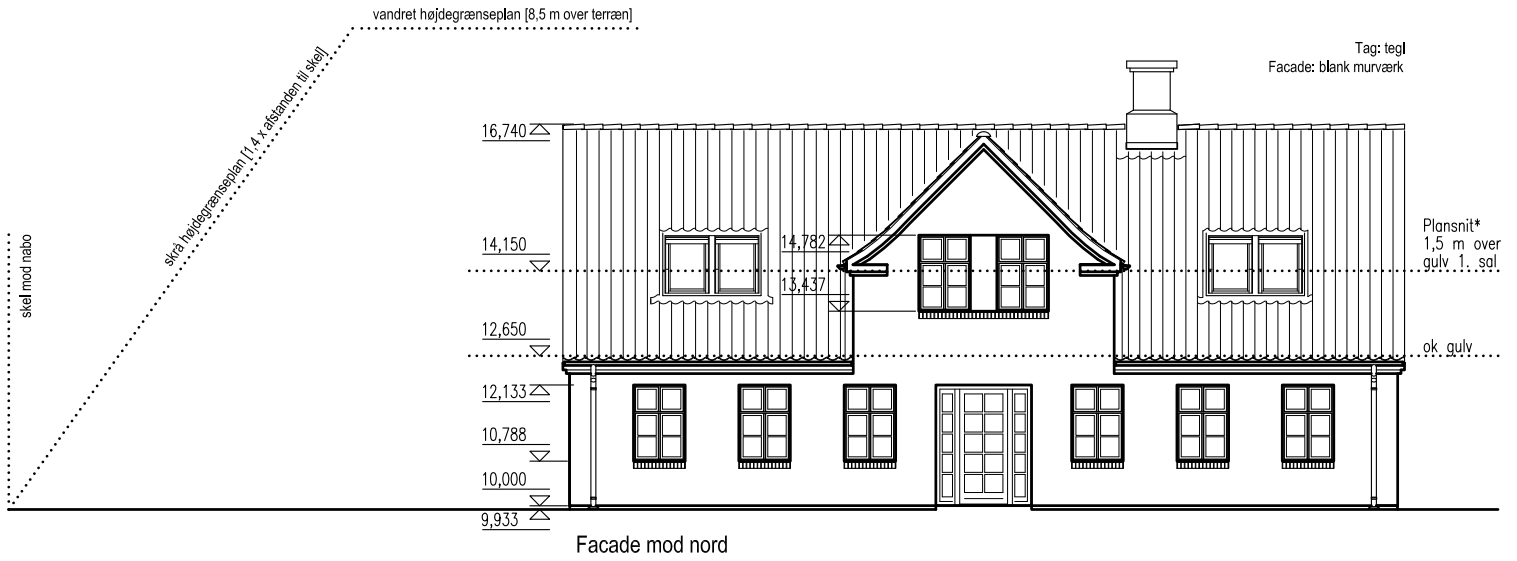 vandret højdegrænseplan [8,5 m over terræn]
skrå højdegrænseplan [1,4 x afstanden til skel]
skel mod nabo
Tag: tegl
Facade: blank murværk
16,740
14,150
14,782
13,437
12,650
12,133
10,788
10,000
9,933
Plansnit*
1,5 m over
gulv 1. sal
ok gulv
Facade mod nord